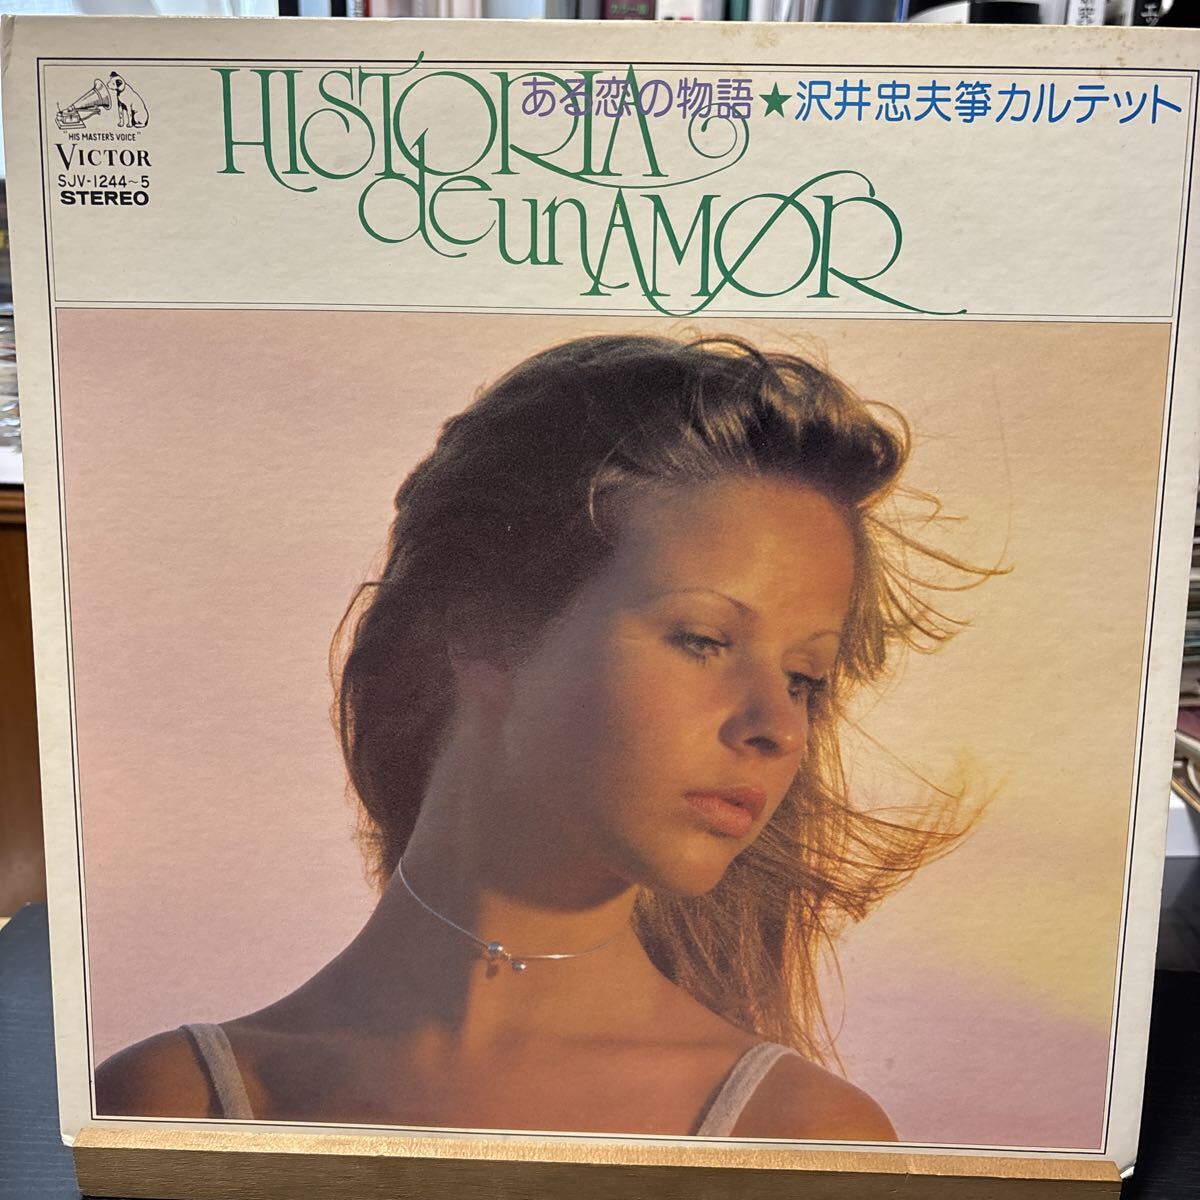 "HIS MASTER'S VOICE"
VICTOR
SJV-1244~5
STEREO
HISTORIA
de un AMOR
ある恋の物語★沢井忠夫箏カルテット